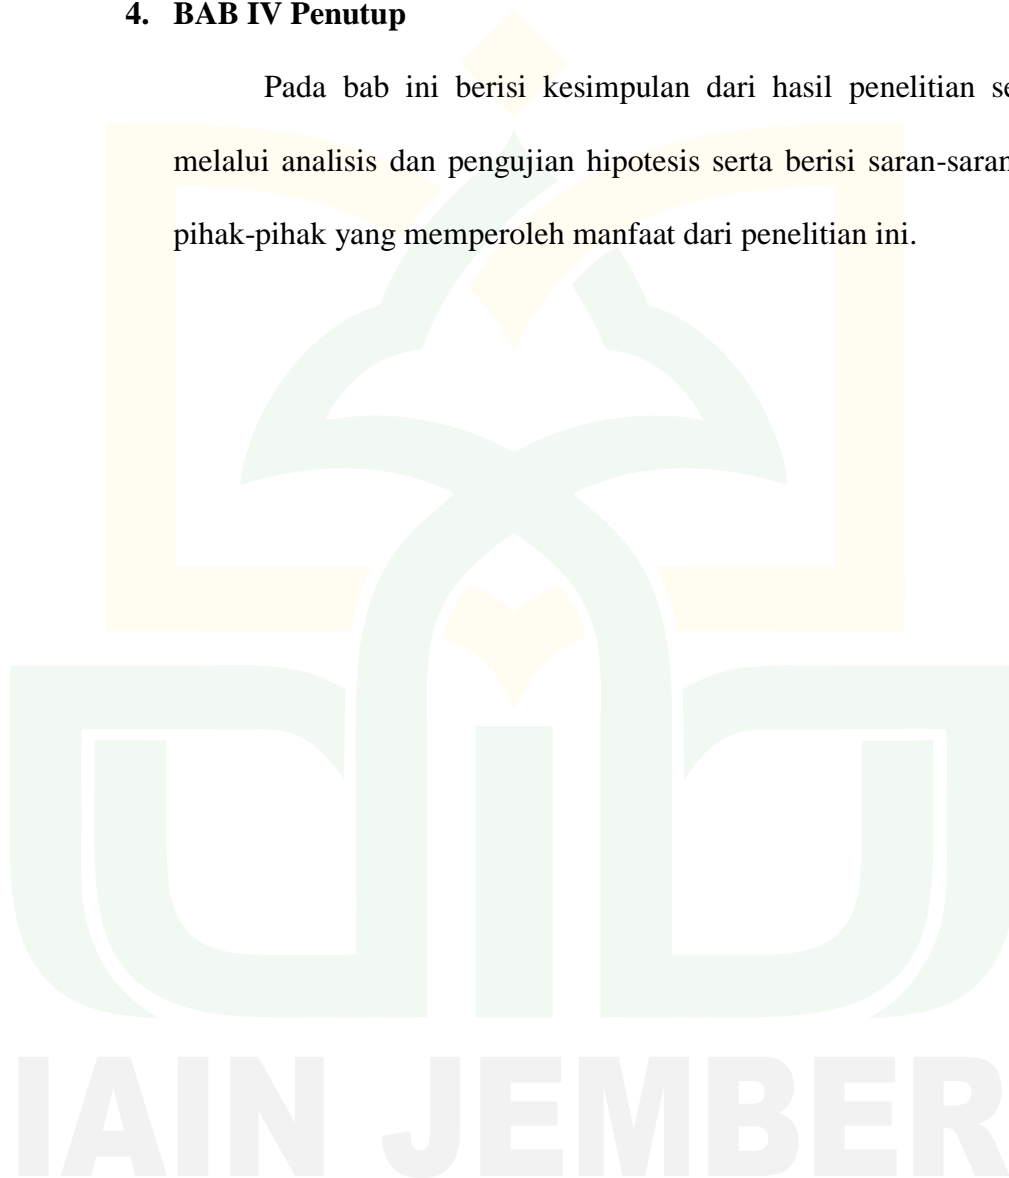 4. BAB IV Penutup
Pada bab ini berisi kesimpulan dari hasil penelitian
melalui analisis dan pengujian hipotesis serta berisi saran-saran
pihak-pihak yang memperoleh manfaat dari penelitian ini.
IAIN JEMBER